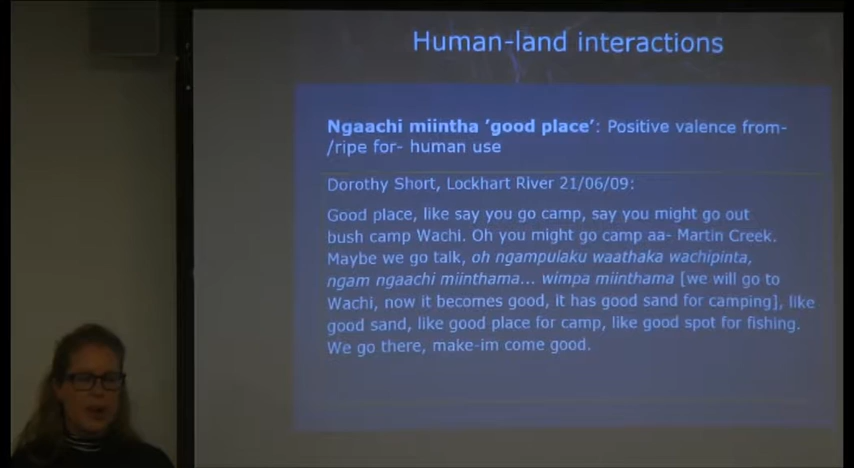 Human-land interactions
Ngaachi miintha 'good place': Positive valence from-
/ripe for- human use
Dorothy Short, Lockhart River 21/06/09:
Good place, like say you go camp, say you might go out
bush camp Wachi. Oh you might go camp aa- Martin Creek.
Maybe we go talk, oh ngampulaku waathaka wachipinta,
ngam ngaachi miinthama... wimpa miinthama [we will go to
Wachi, now it becomes good, it has good sand for camping], like
good sand, like good place for camp, like good spot for fishing.
We go there, make-im come good.